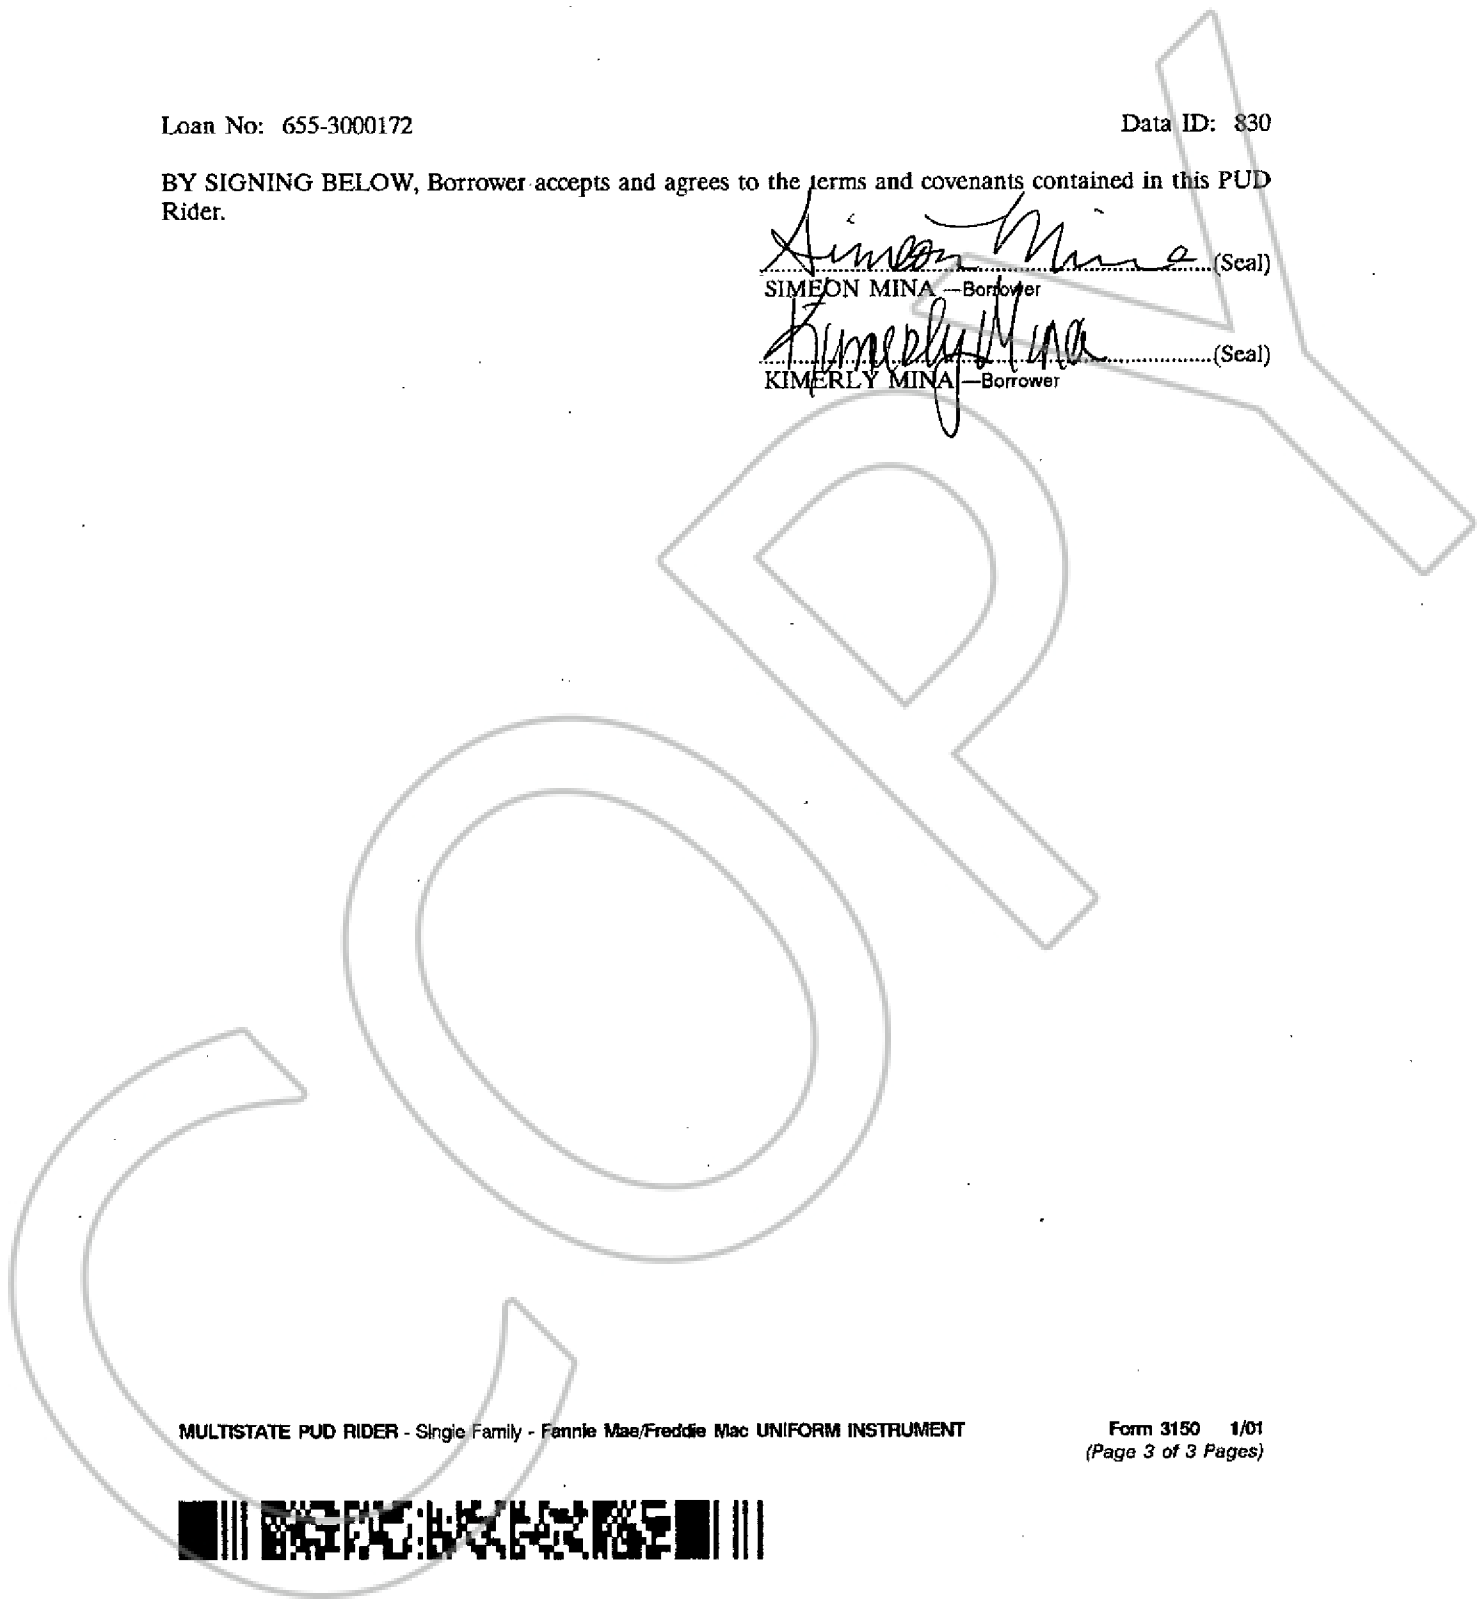 Loan No: 655-3000172 Data ID: 830
BY SIGNING BELOW, Borrower accepts and agrees to the terms and covenants contained in this PUD
Rider.
Simeon Mina (Seal)
SIMEON MINA —Borrower
Kimerly Mina (Seal)
KIMERLY MINA —Borrower
COPY
MULTISTATE PUD RIDER - Single Family - Fannie Mae/Freddie Mac UNIFORM INSTRUMENT Form 3150 1/01
(Page 3 of 3 Pages)